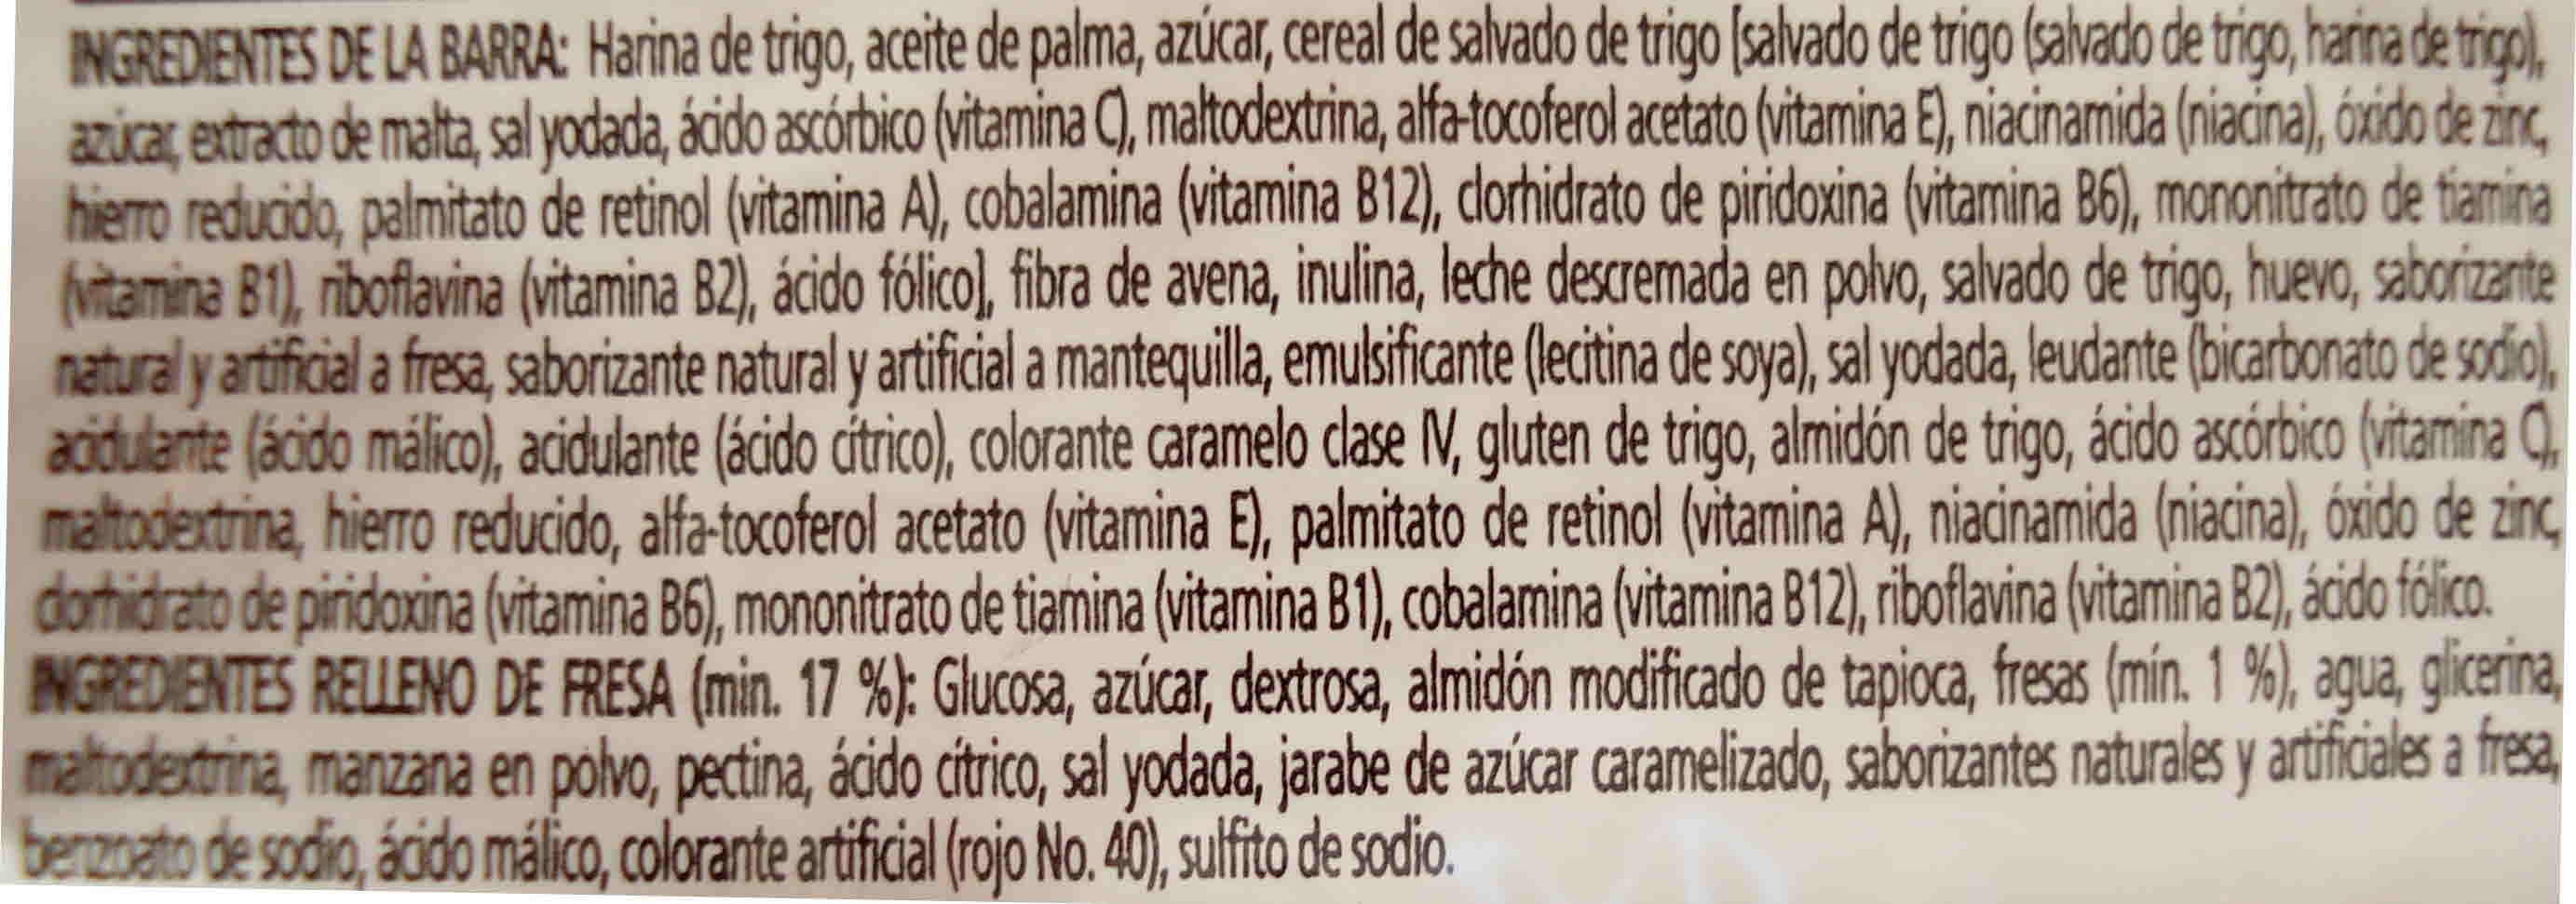 INGREDIENTES DE LA BARRA: Harina de trigo, aceite de palma, azúcar, cereal de salvado de trigo [salvado de trigo (salvado de trigo, harina de trigo),
azúcar, extracto de malta, sal yodada, ácido ascórbico (vitamina C), maltodextrina, alfa-tocoferol acetato (vitamina E), niacinamida (niacina), óxido de zinc,
hierro reducido, palmitato de retinol (vitamina A), cobalamina (vitamina B12), clorhidrato de piridoxina (vitamina B6), mononitrato de tiamina
(vitamina B1), riboflavina (vitamina B2), ácido fólico], fibra de avena, inulina, leche descremada en polvo, salvado de trigo, huevo, saborizante
natural y artificial a fresa, saborizante natural y artificial a mantequilla, emulsificante (lecitina de soya), sal yodada, leudante (bicarbonato de sodio),
acidulante (ácido málico), acidulante (ácido cítrico), colorante caramelo clase IV, gluten de trigo, almidón de trigo, ácido ascórbico (vitamina C),
maltodextrina, hierro reducido, alfa-tocoferol acetato (vitamina E), palmitato de retinol (vitamina A), niacinamida (niacina), óxido de zinc,
clorhidrato de piridoxina (vitamina B6), mononitrato de tiamina (vitamina B1), cobalamina (vitamina B12), riboflavina (vitamina B2), ácido fólico.
INGREDIENTES RELLENO DE FRESA (min. 17 %): Glucosa, azúcar, dextrosa, almidón modificado de tapioca, fresas (mín. 1 %), agua, glicerina,
maltodextrina, manzana en polvo, pectina, ácido cítrico, sal yodada, jarabe de azúcar caramelizado, saborizantes naturales y artificiales a fresa,
benzoato de sodio, ácido málico, colorante artificial (rojo No. 40), sulfito de sodio.